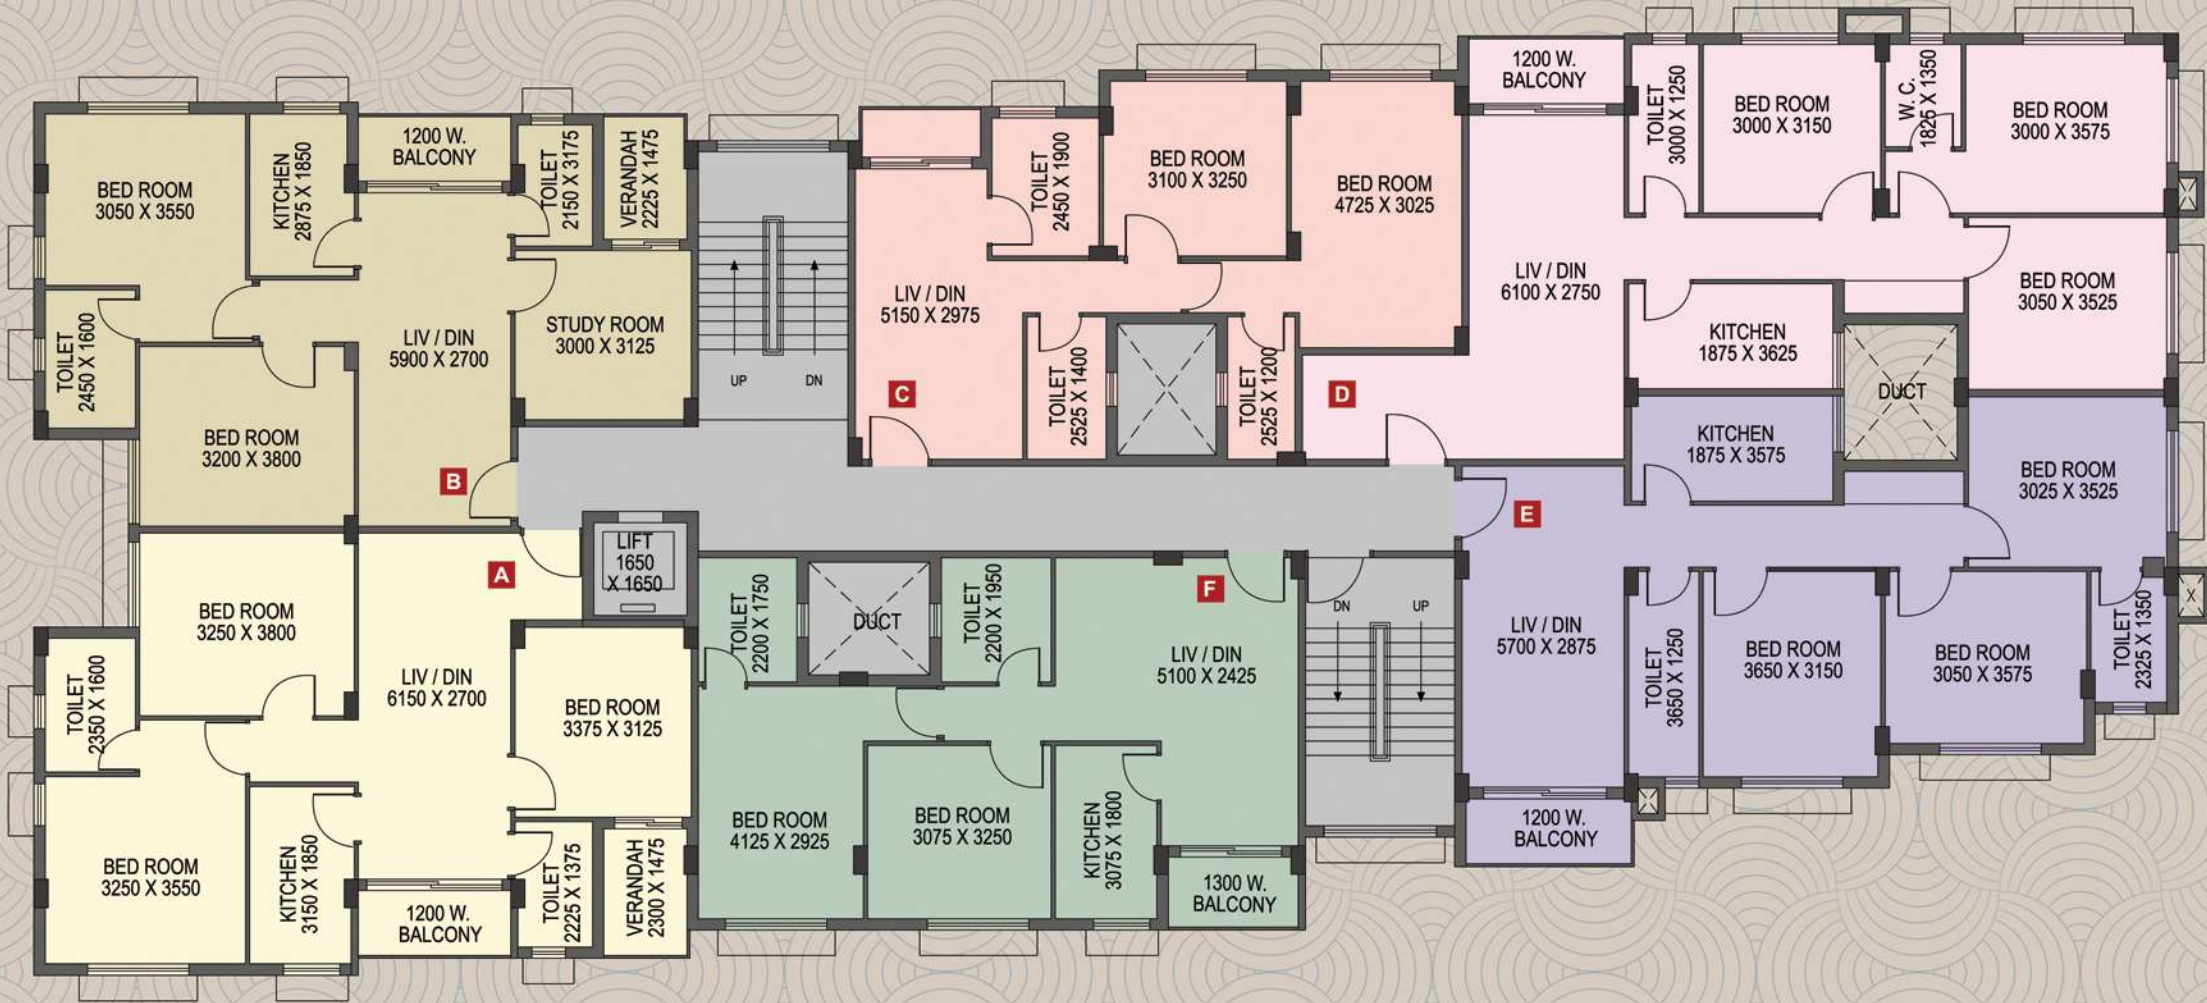 BED ROOM
3050 X 3550
KITCHEN
2875 X 1850
1200 W.
BALCONY
TOILET
2150 X 3175
VERANDAH
2225 X 1475
TOILET
2450 X 1600
LIV / DIN
5900 X 2700
STUDY ROOM
3000 X 3125
BED ROOM
3200 X 3800
B
UP
DN
TOILET
2450 X 1900
BED ROOM
3100 X 3250
BED ROOM
4725 X 3025
LIV / DIN
5150 X 2975
C
TOILET
2525 X 1400
TOILET
2525 X 1200
1200 W.
BALCONY
TOILET
3000 X 1250
BED ROOM
3000 X 3150
W. C.
1825 X 1350
BED ROOM
3000 X 3575
LIV / DIN
6100 X 2750
BED ROOM
3050 X 3525
KITCHEN
1875 X 3625
D
DUCT
KITCHEN
1875 X 3575
BED ROOM
3025 X 3525
E
LIV / DIN
5700 X 2875
TOILET
3650 X 1250
BED ROOM
3650 X 3150
BED ROOM
3050 X 3575
TOILET
2325 X 1350
1200 W.
BALCONY
LIFT
1650
X 1650
A
BED ROOM
3250 X 3800
TOILET
2350 X 1600
LIV / DIN
6150 X 2700
BED ROOM
3375 X 3125
BED ROOM
3250 X 3550
KITCHEN
3150 X 1850
1200 W.
BALCONY
TOILET
2225 X 1375
VERANDAH
2300 X 1475
TOILET
2200 X 1750
DUCT
TOILET
2200 X 1950
F
LIV / DIN
5100 X 2425
BED ROOM
4125 X 2925
BED ROOM
3075 X 3250
KITCHEN
3075 X 1800
1300 W.
BALCONY
DN
UP
X